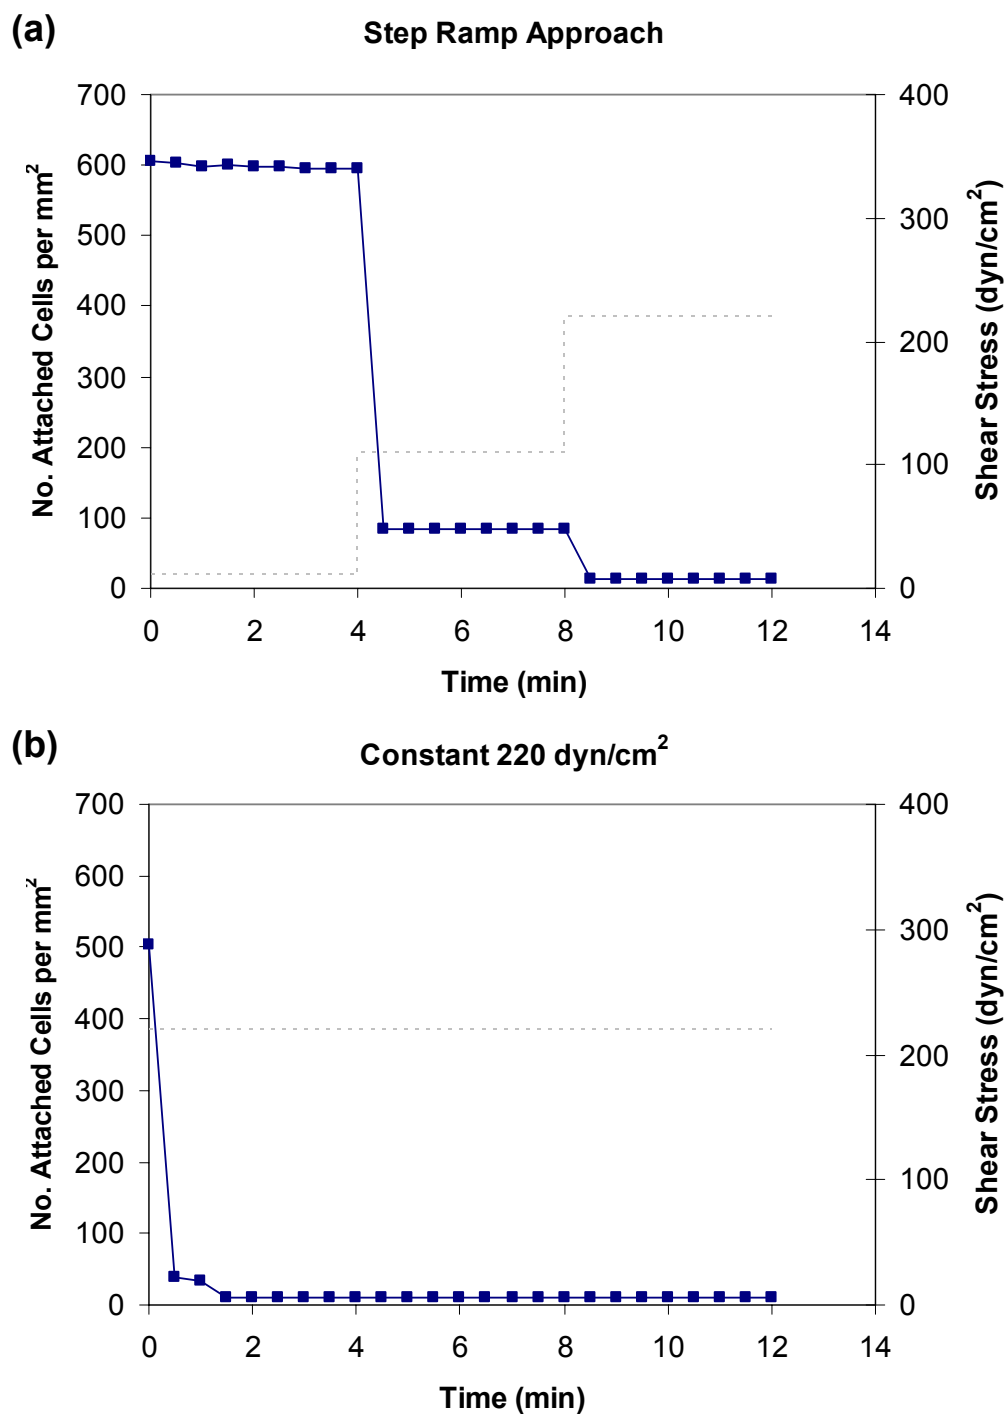 (a)
Step Ramp Approach
700
600
500
400
300
200
100
0
No. Attached Cells per mm²
400
300
200
100
0
Shear Stress (dyn/cm²)
0 2 4 6 8 10 12 14
Time (min)
(b)
Constant 220 dyn/cm²
700
600
500
400
300
200
100
0
No. Attached Cells per mm²
400
300
200
100
0
Shear Stress (dyn/cm²)
0 2 4 6 8 10 12 14
Time (min)